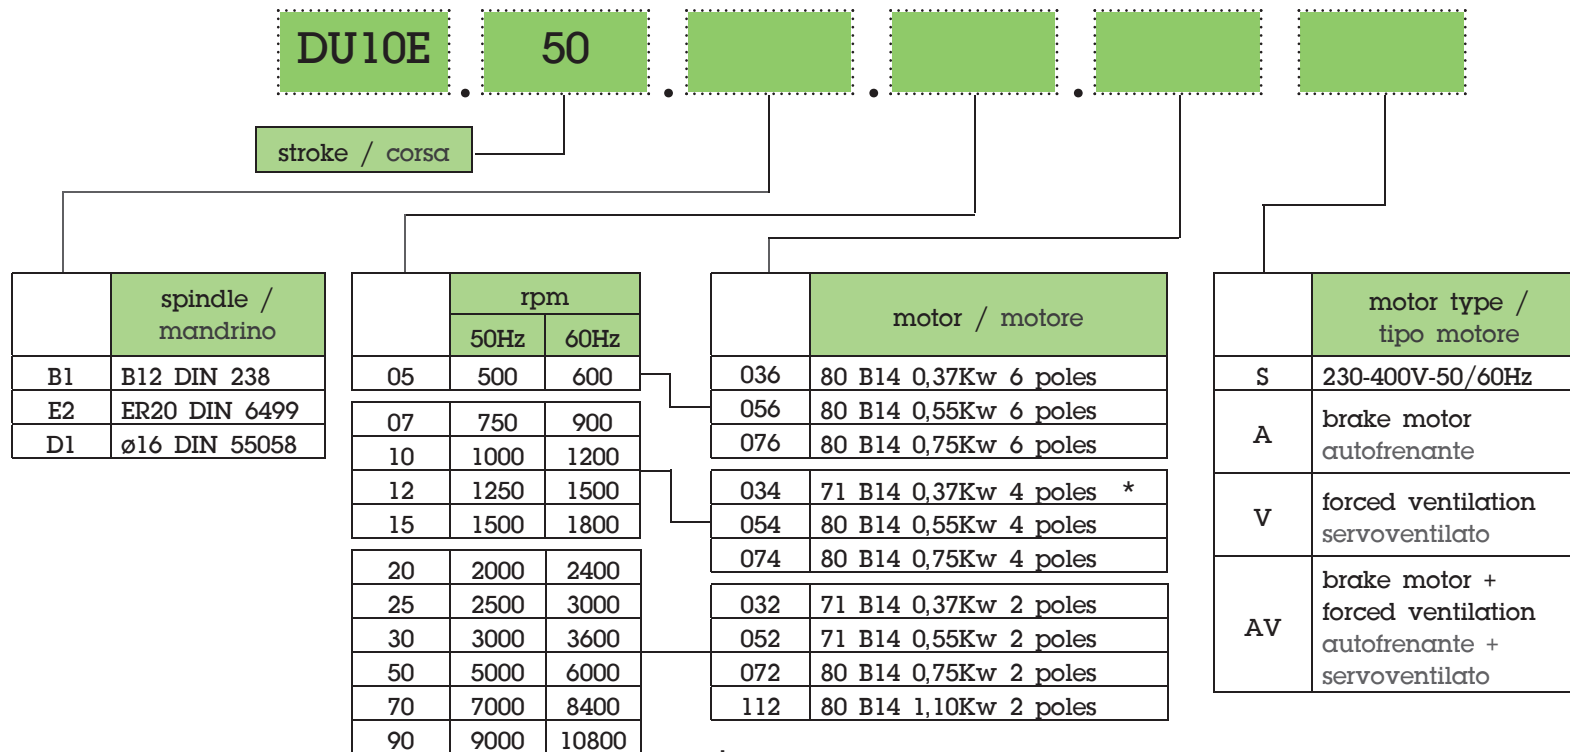 DU10E . 50 . . .
stroke / corsa
spindle /
mandrino
B1 B12 DIN 238
E2 ER20 DIN 6499
D1 ø16 DIN 55058
rpm
50Hz 60Hz
05 500 600
07 750 900
10 1000 1200
12 1250 1500
15 1500 1800
20 2000 2400
25 2500 3000
30 3000 3600
50 5000 6000
70 7000 8400
90 9000 10800
motor / motore
036 80 B14 0,37Kw 6 poles
056 80 B14 0,55Kw 6 poles
076 80 B14 0,75Kw 6 poles
034 71 B14 0,37Kw 4 poles *
054 80 B14 0,55Kw 4 poles
074 80 B14 0,75Kw 4 poles
032 71 B14 0,37Kw 2 poles
052 71 B14 0,55Kw 2 poles
072 80 B14 0,75Kw 2 poles
112 80 B14 1,10Kw 2 poles
motor type /
tipo motore
S 230-400V-50/60Hz
A brake motor
autofrenante
V forced ventilation
servoventilato
AV brake motor +
forced ventilation
autofrenante +
servoventilato